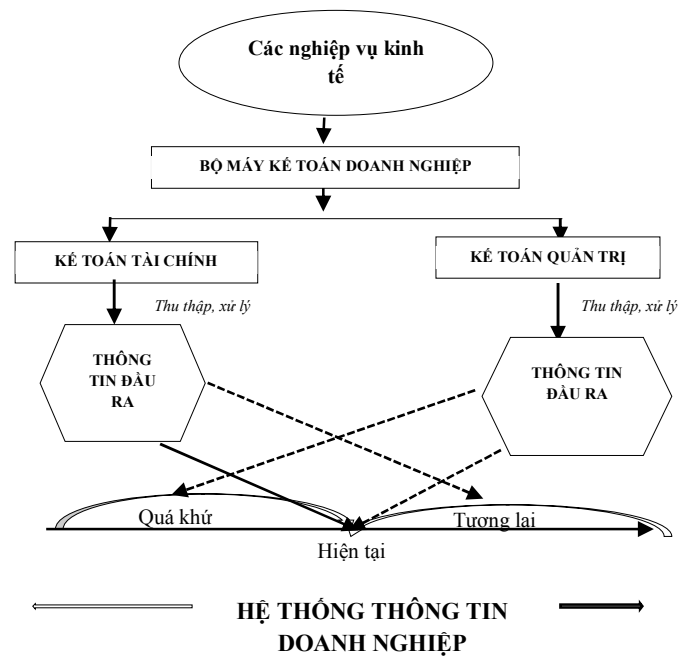 Các nghiệp vụ kinh
tế
BỘ MÁY KẾ TOÁN DOANH NGHIỆP
KẾ TOÁN TÀI CHÍNH
KẾ TOÁN QUẢN TRỊ
Thu thập, xử lý
Thu thập, xử lý
THÔNG
TIN ĐẦU
RA
THÔNG TIN
ĐẦU RA
Quá khứ
Tương lai
Hiện tại
HỆ THỐNG THÔNG TIN
DOANH NGHIỆP